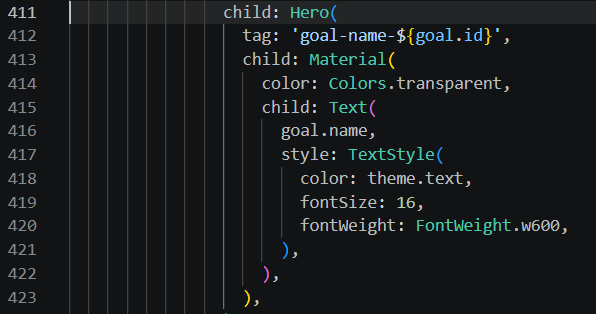 411 child: Hero(
412 tag: 'goal-name-${goal.id}',
413 child: Material(
414 color: Colors.transparent,
415 child: Text(
416 goal.name,
417 style: TextStyle(
418 color: theme.text,
419 fontSize: 16,
420 fontWeight: FontWeight.w600,
421 ),
422 ),
423 ),